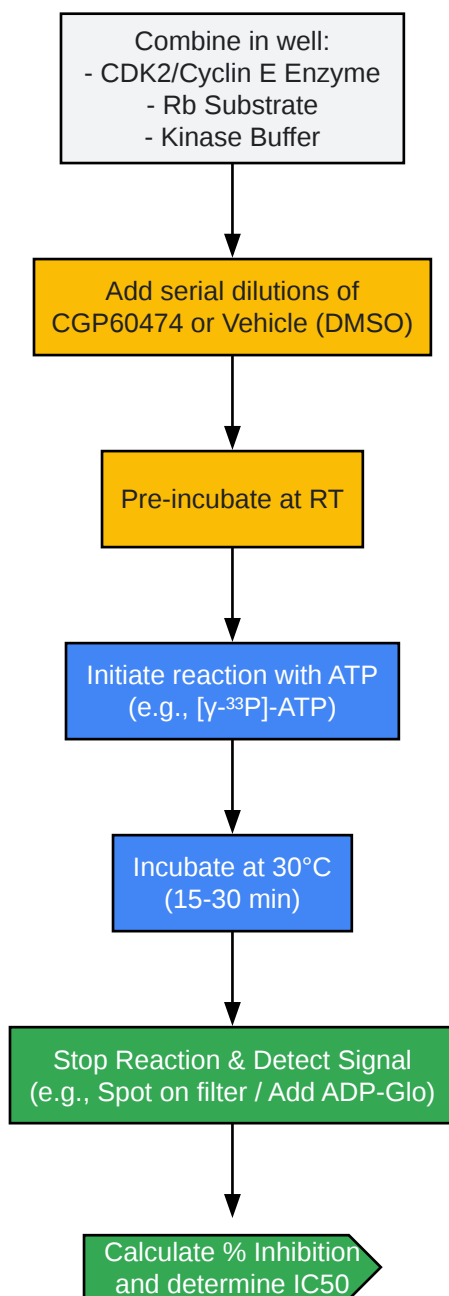 Combine in well:
- CDK2/Cyclin E Enzyme
- Rb Substrate
- Kinase Buffer
Add serial dilutions of
CGP60474 or Vehicle (DMSO)
Pre-incubate at RT
Initiate reaction with ATP
(e.g., [γ-³³P]-ATP)
Incubate at 30°C
(15-30 min)
Stop Reaction & Detect Signal
(e.g., Spot on filter / Add ADP-Glo)
Calculate % Inhibition
and determine IC50